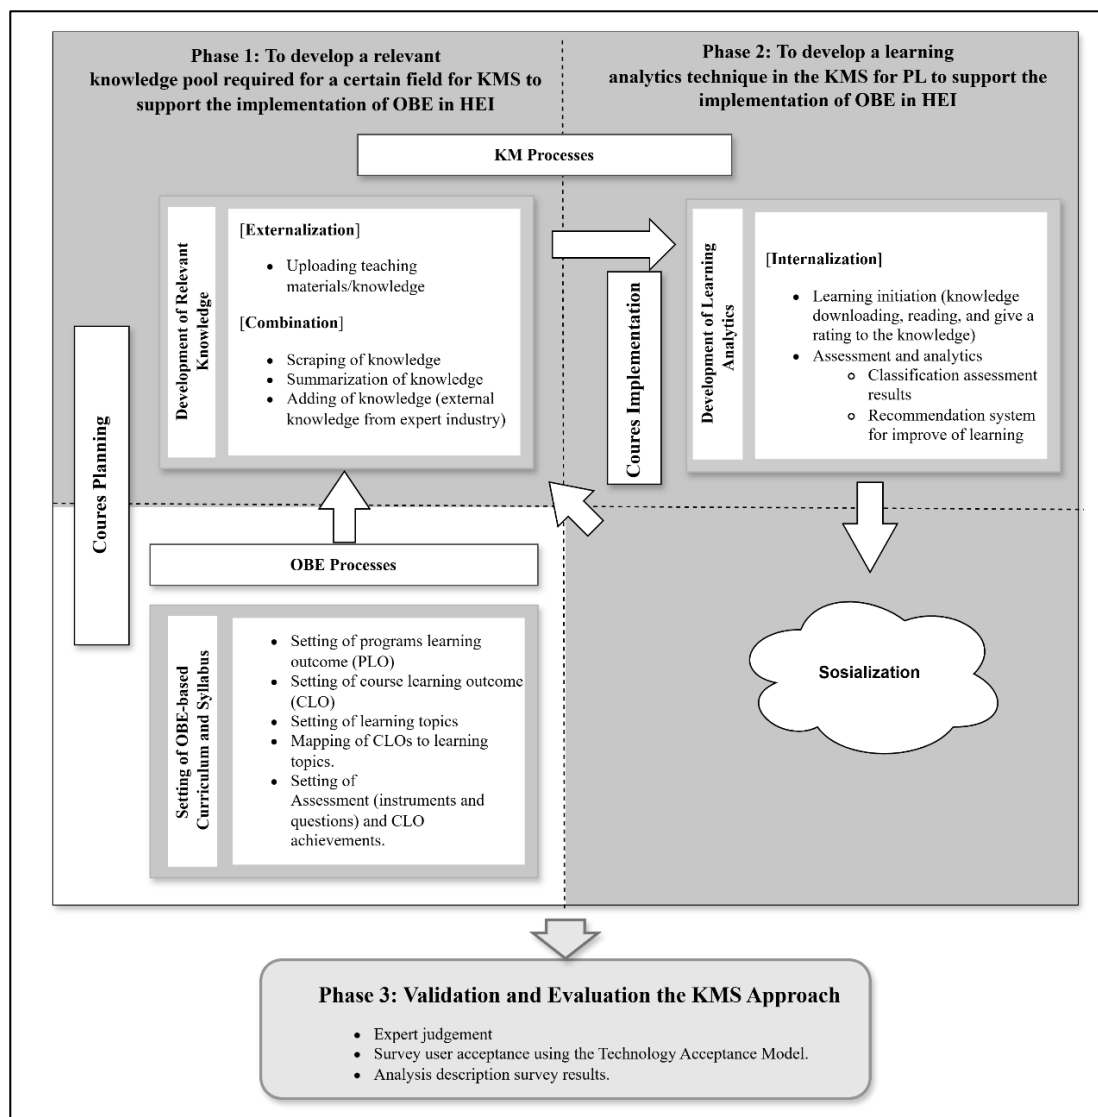 Phase 1: To develop a relevant
knowledge pool required for a certain field for KMS to
support the implementation of OBE in HEI
Phase 2: To develop a learning
analytics technique in the KMS for PL to support the
implementation of OBE in HEI
KM Processes
Development of Relevant
Knowledge
[Externalization]
• Uploading teaching
materials/knowledge
[Combination]
• Scraping of knowledge
• Summarization of knowledge
• Adding of knowledge (external
knowledge from expert industry)
Coures Implementation
Development of Learning
Analytics
[Internalization]
• Learning initiation (knowledge
downloading, reading, and give a
rating to the knowledge)
• Assessment and analytics
o Classification assessment
results
o Recommendation system
for improve of learning
Coures Planning
OBE Processes
Setting of OBE-based
Curriculum and Syllabus
• Setting of programs learning
outcome (PLO)
• Setting of course learning outcome
(CLO)
• Setting of learning topics
• Mapping of CLOs to learning
topics.
• Setting of
Assessment (instruments and
questions) and CLO
achievements.
Sosialization
Phase 3: Validation and Evaluation the KMS Approach
• Expert judgement
• Survey user acceptance using the Technology Acceptance Model.
• Analysis description survey results.